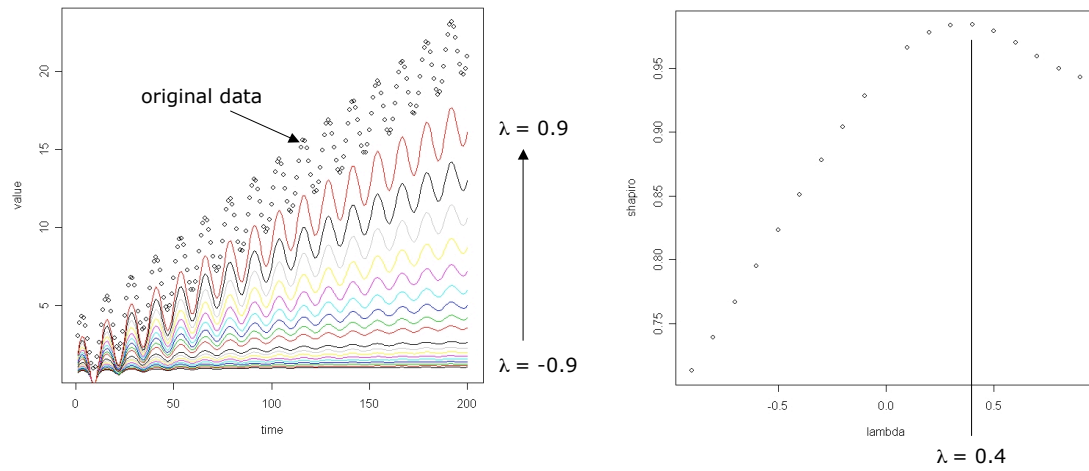 original data
value
5
10
15
20
0
50
100
150
200
time
λ = 0.9
λ = -0.9
shapiro
0.75
0.80
0.85
0.90
0.95
-0.5
0.0
0.5
lambda
λ = 0.4